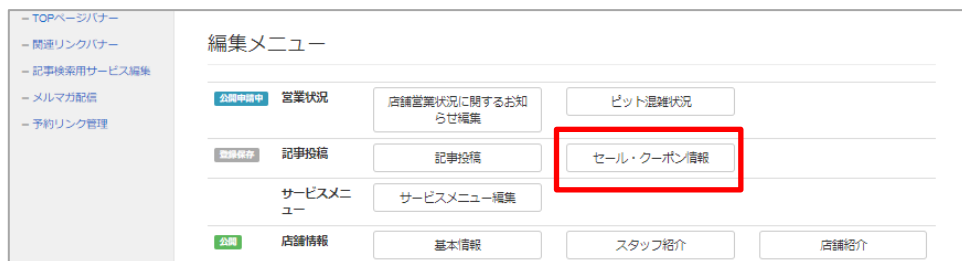 – TOPページバナー
– 関連リンクバナー
– 記事検索用サービス編集
– メルマガ配信
– 予約リンク管理
編集メニュー
公開申請中 営業状況 店舗営業状況に関するお知
らせ編集 ピット混雑状況
登録保存 記事投稿 記事投稿 セール・クーポン情報
サービスメニ
ュー サービスメニュー編集
公開 店舗情報 基本情報 スタッフ紹介 店舗紹介